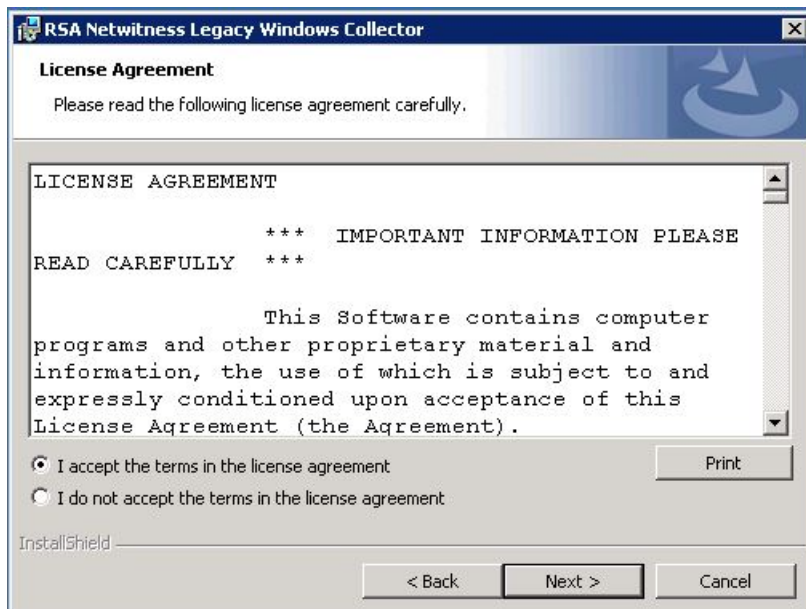 RSA Netwitness Legacy Windows Collector
License Agreement
Please read the following license agreement carefully.
LICENSE AGREEMENT
*** IMPORTANT INFORMATION PLEASE
READ CAREFULLY ***
This Software contains computer
programs and other proprietary material and
information, the use of which is subject to and
expressly conditioned upon acceptance of this
License Agreement (the Agreement).
I accept the terms in the license agreement
Print
I do not accept the terms in the license agreement
InstallShield
< Back
Next >
Cancel